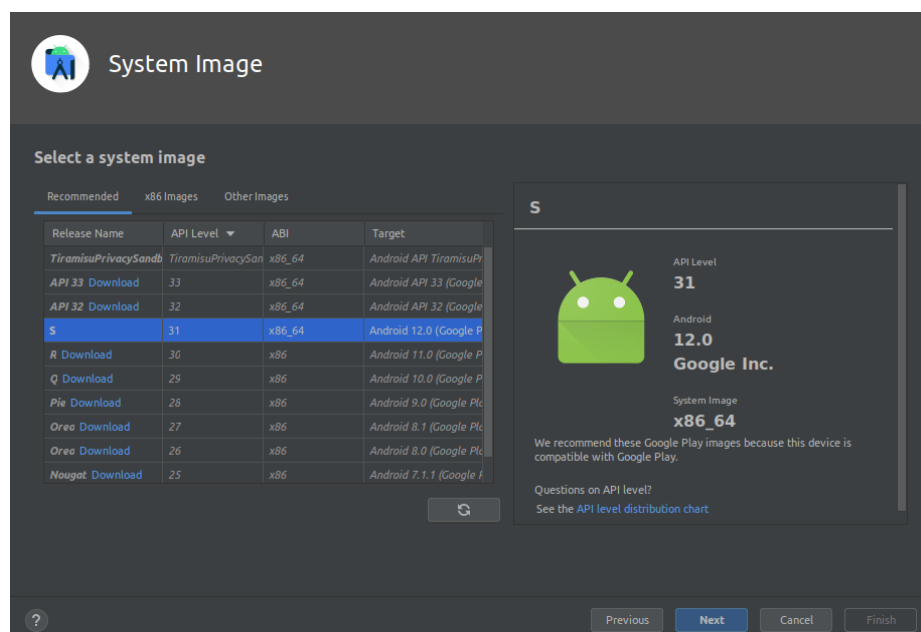 System Image
Select a system image
Recommended x86 Images Other Images
Release Name API Level ABI Target
TiramisuPrivacySandb TiramisuPrivacySan x86_64 Android API TiramisuPr
API 33 Download 33 x86_64 Android API 33 (Google
API 32 Download 32 x86_64 Android API 32 (Google
S 31 x86_64 Android 12.0 (Google P
R Download 30 x86 Android 11.0 (Google P
Q Download 29 x86 Android 10.0 (Google P
Pie Download 28 x86 Android 9.0 (Google Pla
Oreo Download 27 x86 Android 8.1 (Google Pla
Oreo Download 26 x86 Android 8.0 (Google Pla
Nougat Download 25 x86 Android 7.1.1 (Google P
S
API Level
31
Android
12.0
Google Inc.
System Image
x86_64
We recommend these Google Play images because this device is
compatible with Google Play.
Questions on API level?
See the API level distribution chart
? Previous Next Cancel Finish